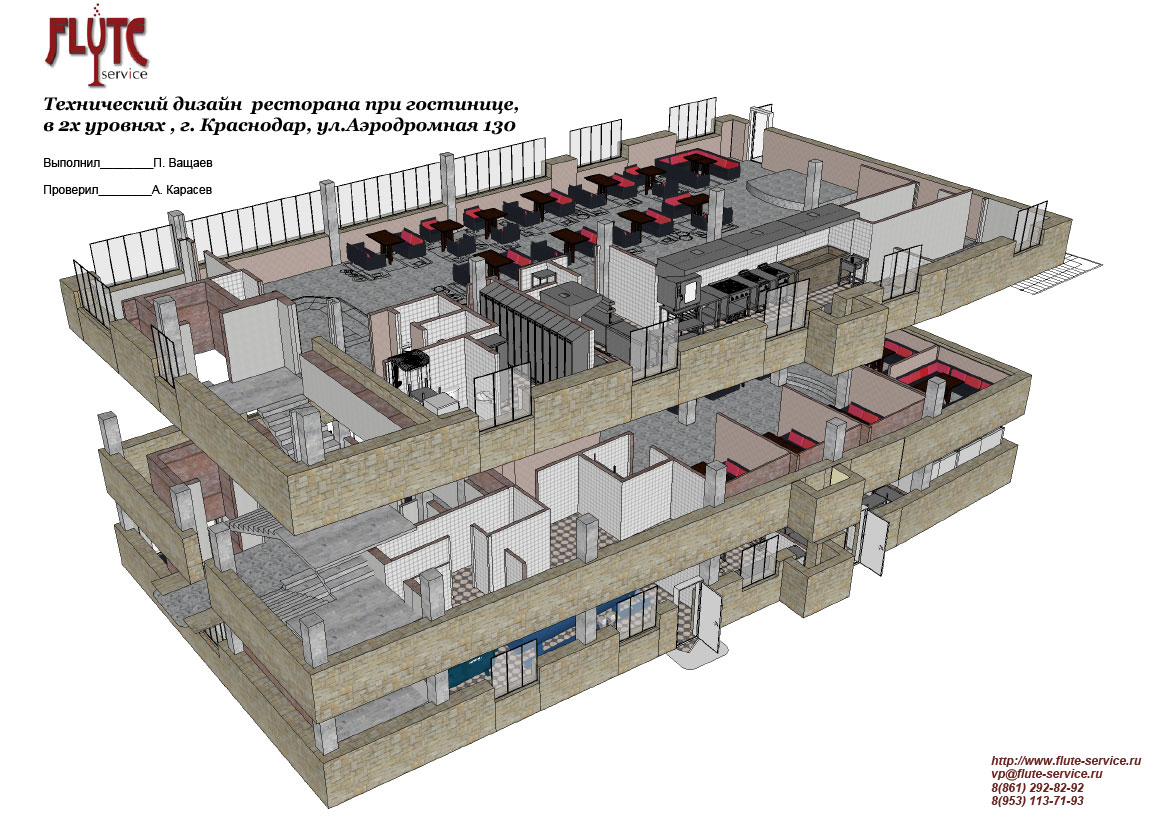 FLUTE
service
Технический дизайн ресторана при гостинице,
в 2х уровнях , г. Краснодар, ул.Аэродромная 130
Выполнил________П. Ващаев
Проверил________А. Карасев
http://www.flute-service.ru
vp@flute-service.ru
8(861) 292-82-92
8(953) 113-71-93